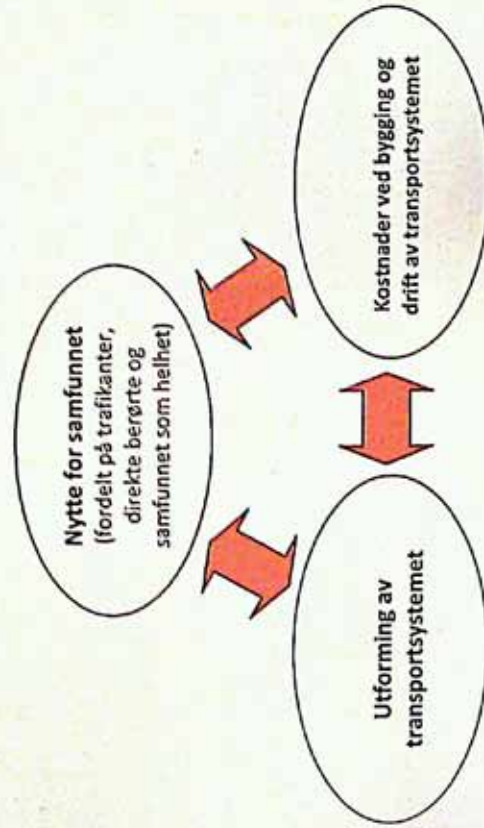 Nytte for samfunnet
(fordelt på trafikanter,
direkte berørte og
samfunnet som helhet)
Utforming av
transportsystemet
Kostnader ved bygging og
drift av transportsystemet